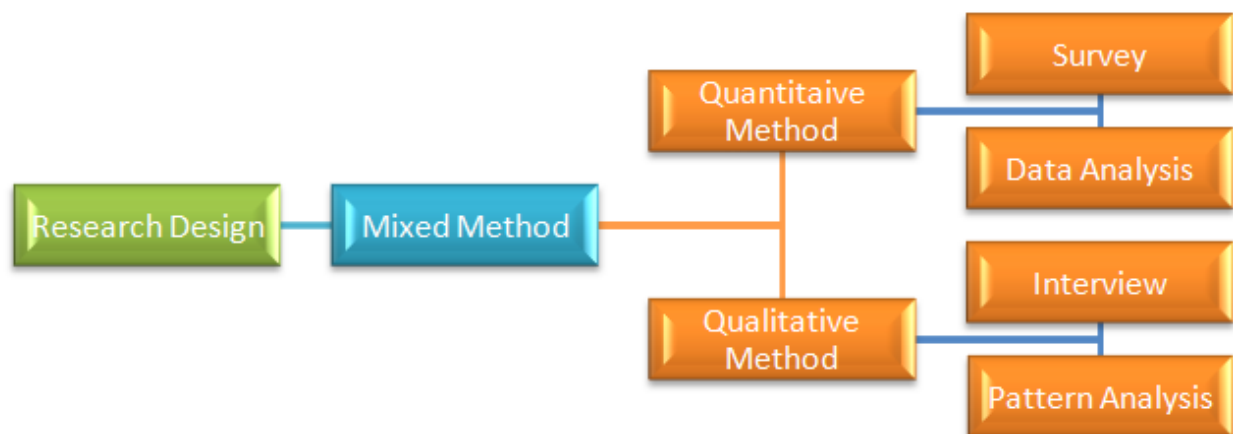 Research Design
Mixed Method
Quantitaive
Method
Survey
Data Analysis
Qualitative
Method
Interview
Pattern Analysis